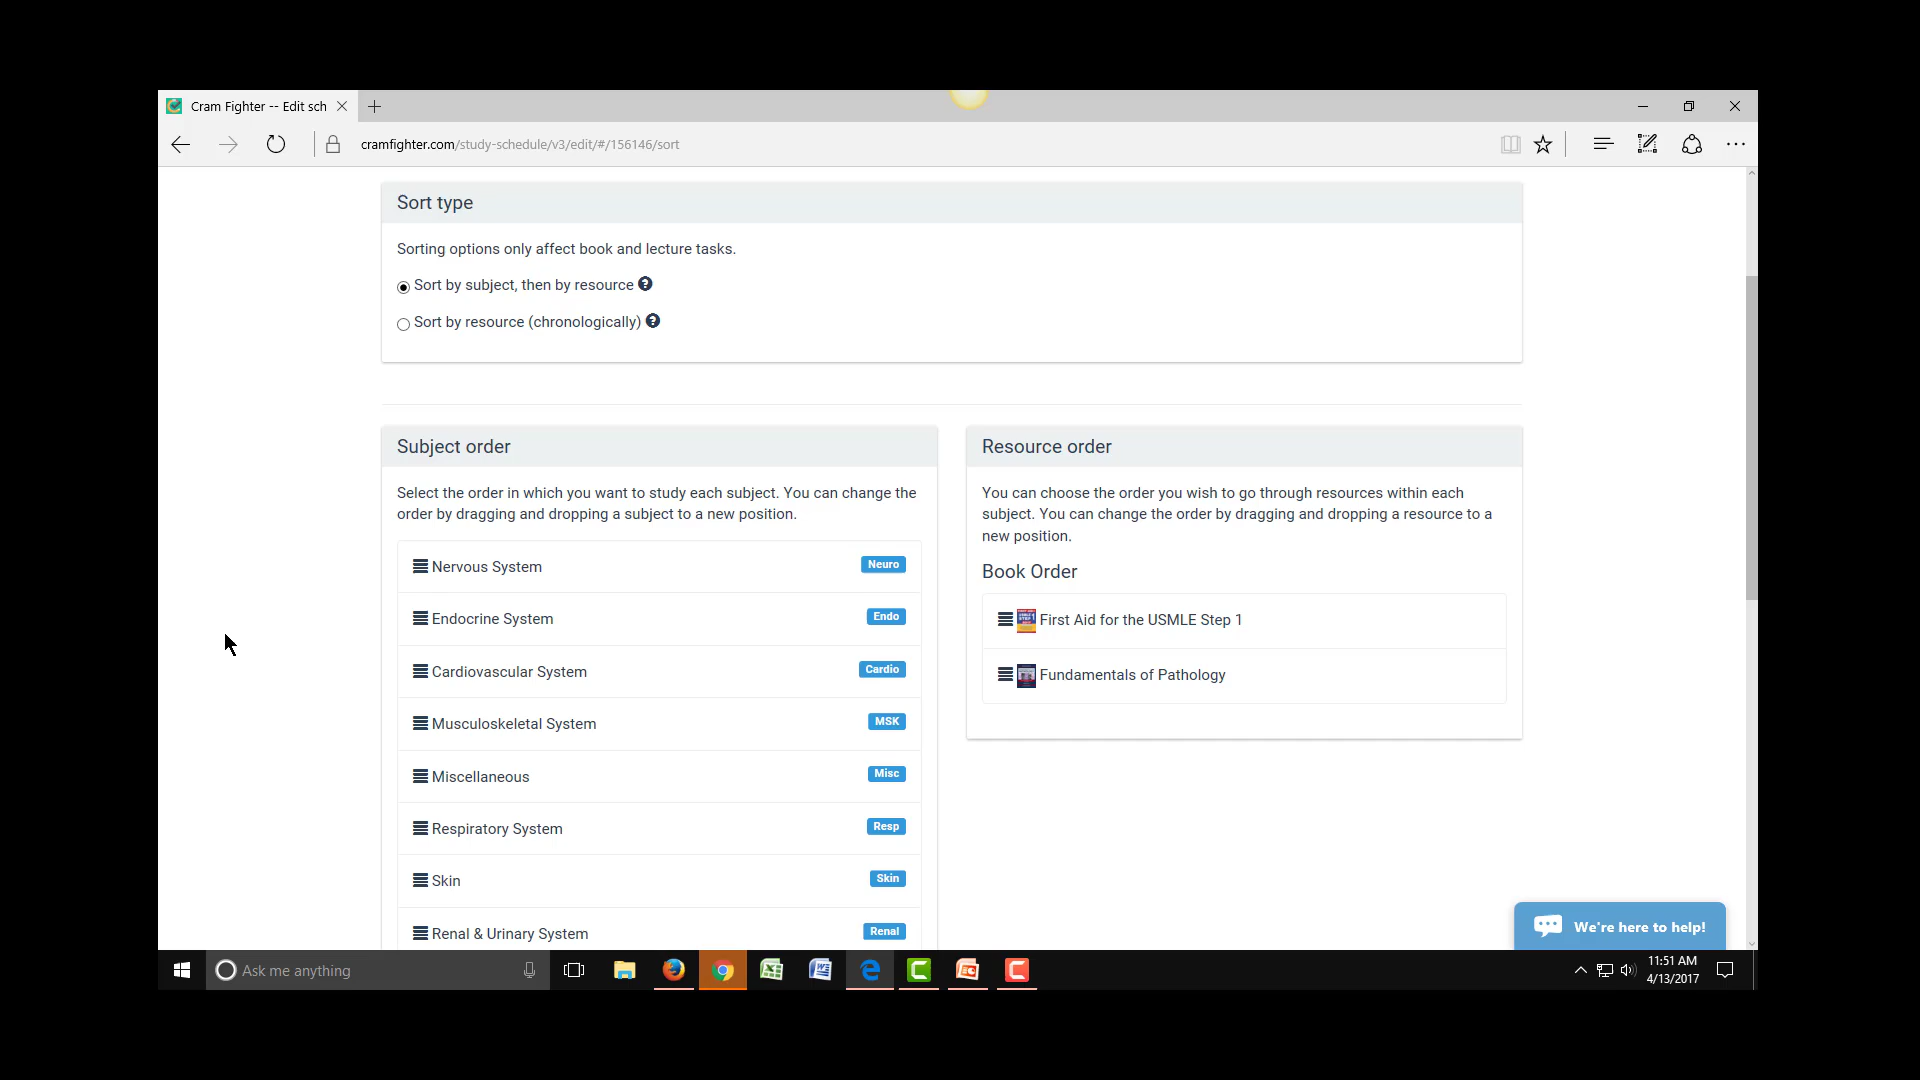 Cram Fighter -- Edit sch
cramfighter.com/study-schedule/v3/edit/#/156146/sort
Sort type
Sorting options only affect book and lecture tasks.
Sort by subject, then by resource
Sort by resource (chronologically)
Subject order
Select the order in which you want to study each subject. You can change the
order by dragging and dropping a subject to a new position.
Nervous System Neuro
Endocrine System Endo
Cardiovascular System Cardio
Musculoskeletal System MSK
Miscellaneous Misc
Respiratory System Resp
Skin Skin
Renal & Urinary System Renal
Resource order
You can choose the order you wish to go through resources within each
subject. You can change the order by dragging and dropping a resource to a
new position.
Book Order
First Aid for the USMLE Step 1
Fundamentals of Pathology
We're here to help!
Ask me anything
11:51 AM
4/13/2017